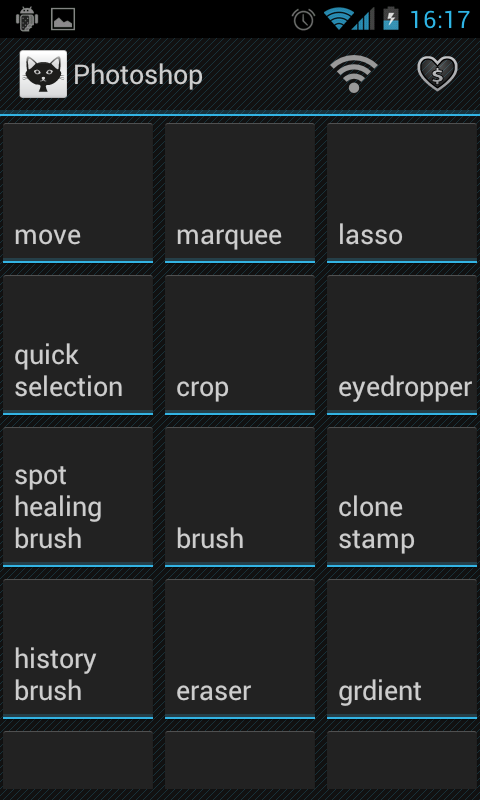 16:17
Photoshop
$
move
marquee
lasso
quick
selection
crop
eyedropper
spot
healing
brush
brush
clone
stamp
history
brush
eraser
grdient